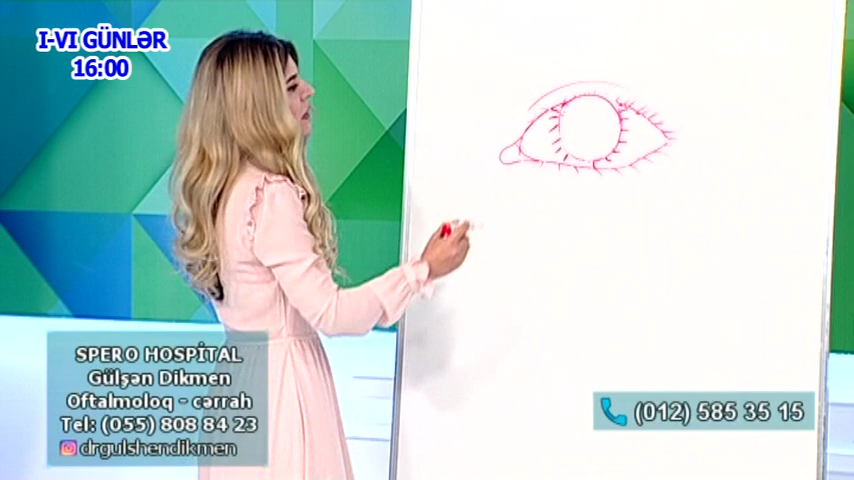 I-VI GÜNLƏR
16:00
SPERO HOSPİTAL
Gülşən Dikmen
Oftalmoloq - cərrah
Tel: (055) 808 84 23
drgulshendikmen
(012) 585 35 15